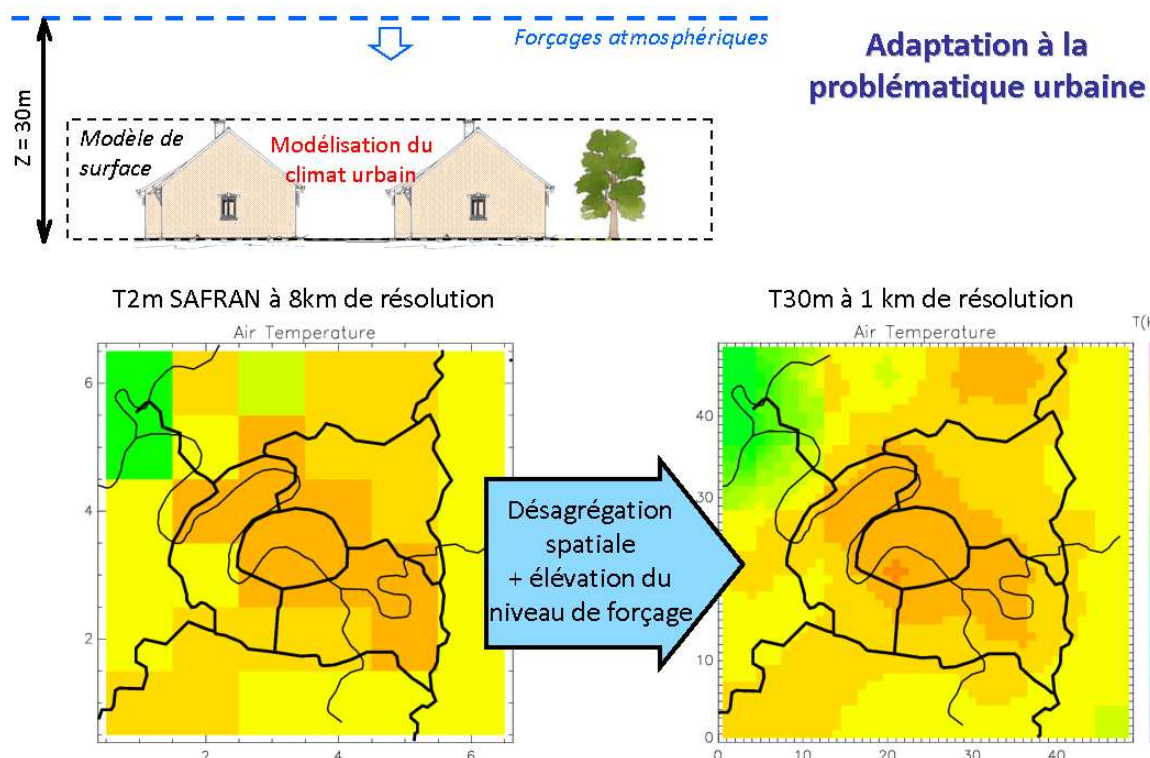 Forçages atmosphériques
Adaptation à la
problématique urbaine
Z = 30m
Modèle de
surface
Modélisation du
climat urbain
T2m SAFRAN à 8km de résolution
T30m à 1 km de résolution
Air Temperature
Air Temperature
6
4
2
2
4
6
Désagrégation
spatiale
+ élévation du
niveau de forçage
40
30
20
10
0
0
10
20
30
40